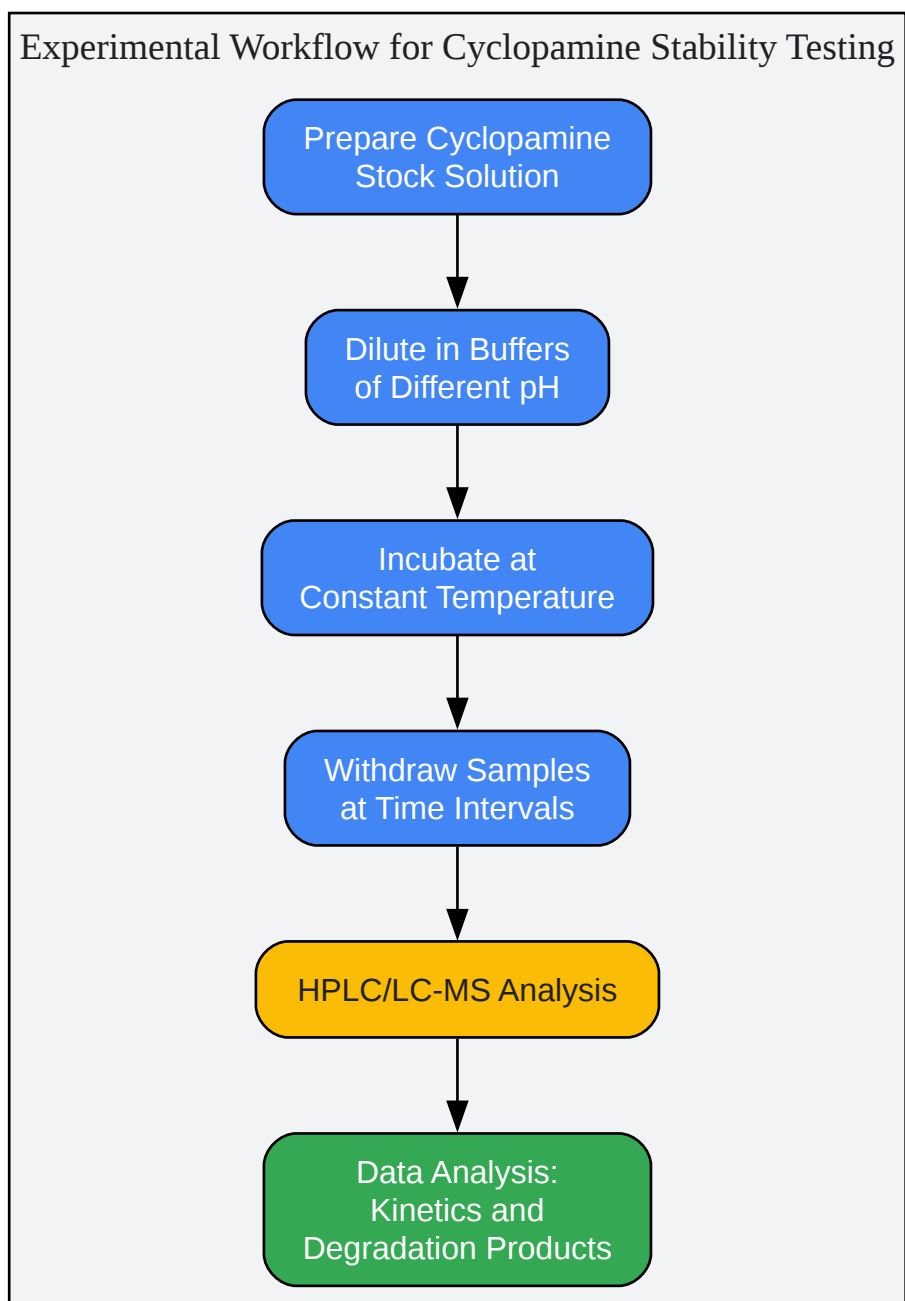 Experimental Workflow for Cyclopamine Stability Testing
Prepare Cyclopamine
Stock Solution
Dilute in Buffers
of Different pH
Incubate at
Constant Temperature
Withdraw Samples
at Time Intervals
HPLC/LC-MS Analysis
Data Analysis:
Kinetics and
Degradation Products